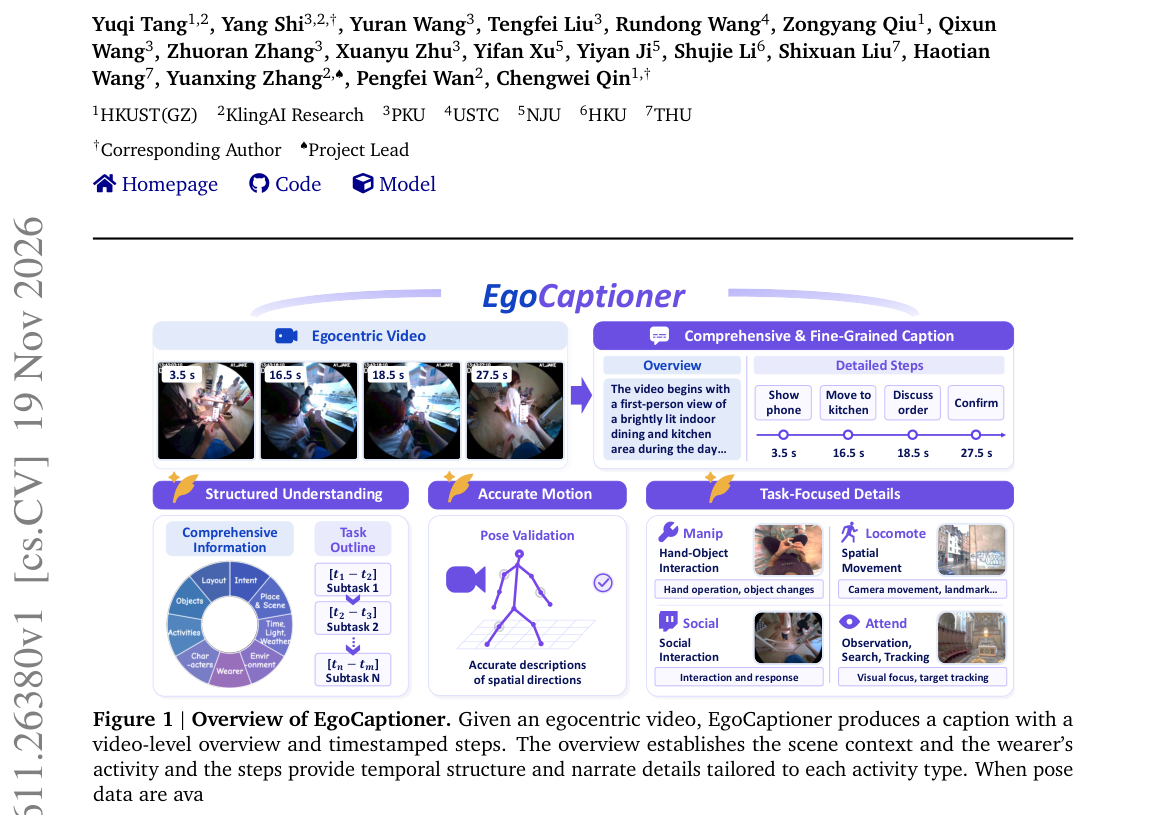 Yuqi Tang1,2, Yang Shi3,2,†, Yuran Wang3, Tengfei Liu3, Rundong Wang4, Zongyang Qiu1, Qixun
Wang3, Zhuoran Zhang3, Xuanyu Zhu3, Yifan Xu5, Yiyan Ji5, Shujie Li6, Shixuan Liu7, Haotian
Wang7, Yuanxing Zhang2,♠, Pengfei Wan2, Chengwei Qin1,†
1HKUST(GZ) 2KlingAI Research 3PKU 4USTC 5NJU 6HKU 7THU
†Corresponding Author ♠Project Lead
Homepage Code Model
611.26380v1 [cs.CV] 19 Nov 2026
EgoCaptioner
Egocentric Video
3.5 s
16.5 s
18.5 s
27.5 s
Comprehensive & Fine-Grained Caption
Overview
The video begins with
a first-person view of
a brightly lit indoor
dining and kitchen
area during the day...
Detailed Steps
Show
phone
Move to
kitchen
Discuss
order
Confirm
3.5 s
16.5 s
18.5 s
27.5 s
Structured Understanding
Comprehensive
Information
Layout
Intent
Place
& Scene
Time,
Light,
Weather
Envir
-onment
Wearer
Char
-acters
Activities
Objects
Task
Outline
[t1 − t2]
Subtask 1
[t2 − t3]
Subtask 2
[tn − tm]
Subtask N
Accurate Motion
Pose Validation
Accurate descriptions
of spatial directions
Task-Focused Details
Manip
Hand-Object
Interaction
Hand operation, object changes
Locomote
Spatial
Movement
Camera movement, landmark...
Social
Social
Interaction
Interaction and response
Attend
Observation,
Search, Tracking
Visual focus, target tracking
Figure 1 | Overview of EgoCaptioner. Given an egocentric video, EgoCaptioner produces a caption with a
video-level overview and timestamped steps. The overview establishes the scene context and the wearer's
activity and the steps provide temporal structure and narrate details tailored to each activity type. When pose
data are ava